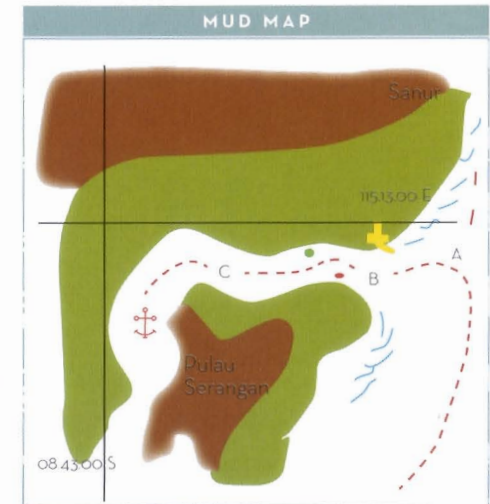 MUD MAP
Sanur
115.15.00 E
A
C
B
Pulau
Serangan
08.43.00 S